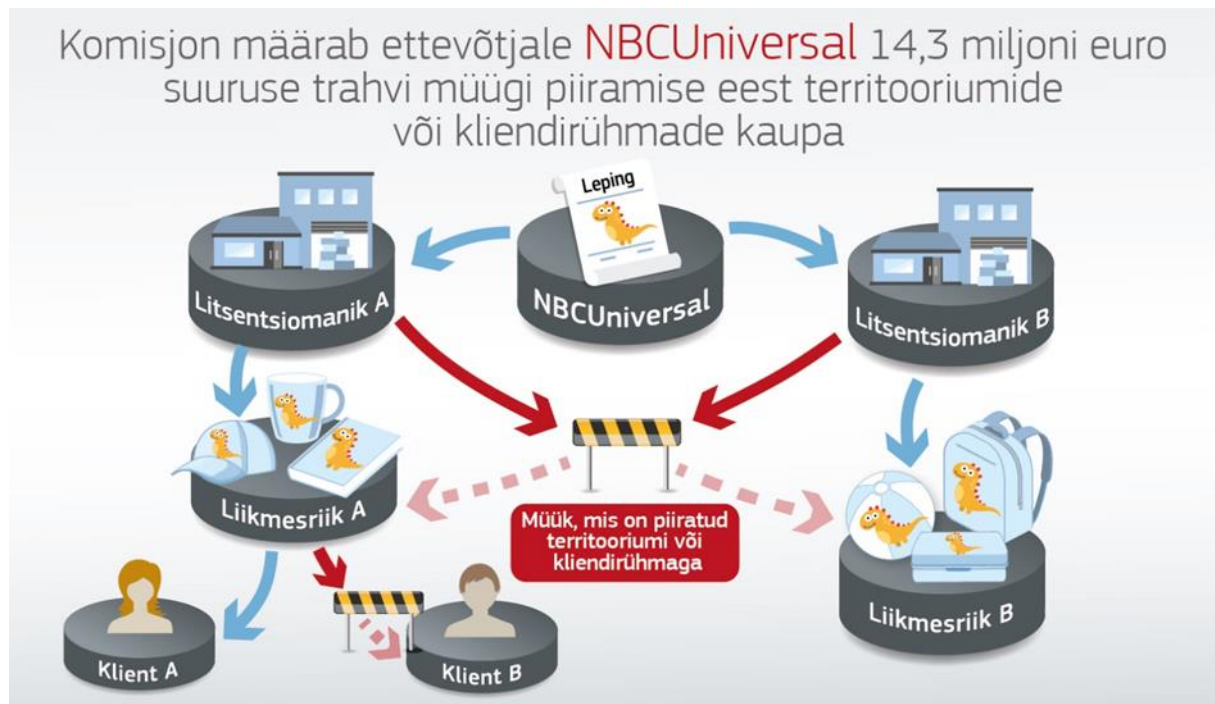 Komisjon määrab ettevõtjale NBCUniversal 14,3 miljoni euro
suuruse trahvi müügi piiramise eest territooriumide
või kliendirühmade kaupa
Leping
Litsentsiomanik A
NBCUniversal
Litsentsiomanik B
Liikmesriik A
Müük, mis on piiratud
territooriumi või
kliendirühmaga
Liikmesriik B
Klient A
Klient B